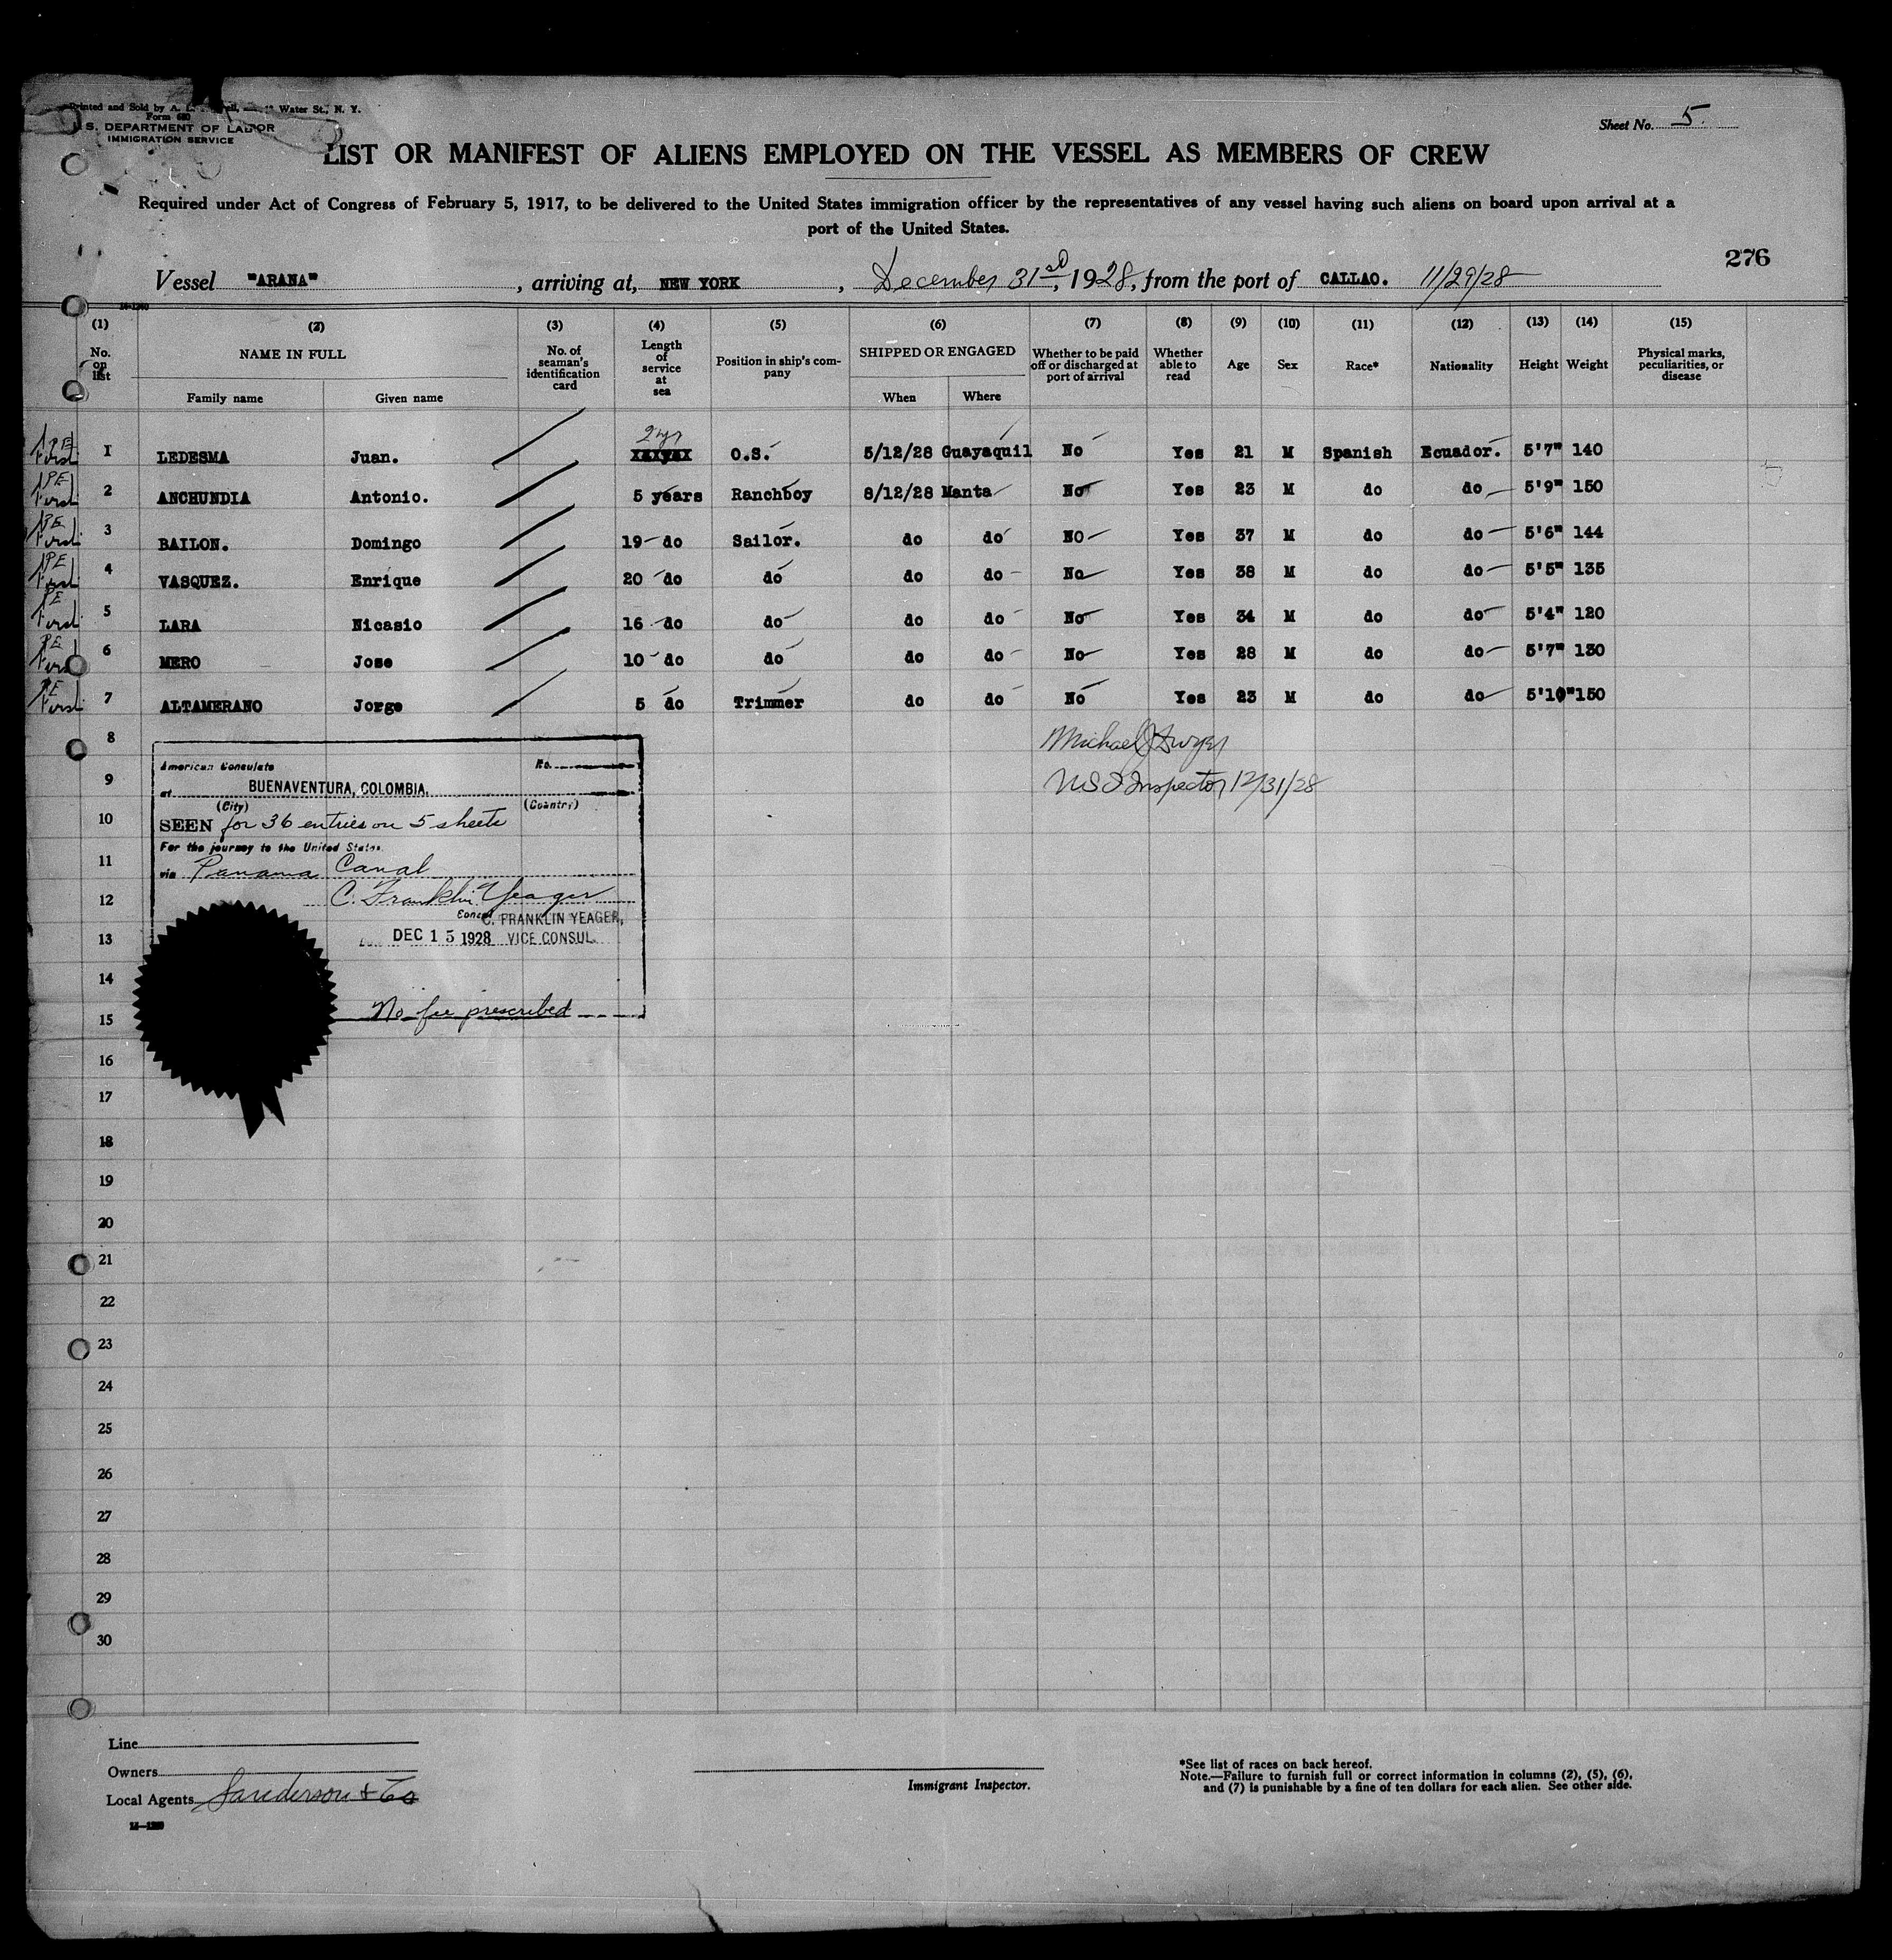 Printed and Sold by A. L. Water St., N. Y.
Form 680
U. S. DEPARTMENT OF LABOR
IMMIGRATION SERVICE
Sheet No. 5.
LIST OR MANIFEST OF ALIENS EMPLOYED ON THE VESSEL AS MEMBERS OF CREW
Required under Act of Congress of February 5, 1917, to be delivered to the United States immigration officer by the representatives of any vessel having such aliens on board upon arrival at a
port of the United States.
276
Vessel "ARANA", arriving at, NEW YORK, December 31, 1928, from the port of CALLAO. 11/29/28
(1) (2) (3) (4) (5) (6) (7) (8) (9) (10) (11) (12) (13) (14) (15)
No. on list NAME IN FULL No. of seaman's identification card Length of service at sea Position in ship's company SHIPPED OR ENGAGED Whether to be paid off or discharged at port of arrival Whether able to read Age Sex Race* Nationality Height Weight Physical marks, peculiarities, or disease
Family name Given name When Where
2 yr
1 LEDESMA Juan. O.S. 5/12/28 Guayaquil No Yes 21 M Spanish Ecuador. 5'7" 140
2 ANCHUNDIA Antonio. 5 years Ranchboy 8/12/28 Manta No Yes 23 M do do 5'9" 150
3 BAILON. Domingo 19 do Sailor. do do NO Yes 37 M do do 5'6" 144
4 VASQUEZ. Enrique 20 do do do do No Yes 38 M do do 5'5" 135
5 LARA Nicasio 16 do do do do No Yes 34 M do do 5'4" 120
6 MERO Jose 10 do do do do No Yes 28 M do do 5'7" 130
7 ALTAMERANO Jorge 5 do Trimmer do do No Yes 23 M do do 5'10" 150
8
Michael J Dwyer
9
U S I Inspector 12/31/28
American Consulate No.
at BUENAVENTURA, COLOMBIA.
(City) (Country)
10
SEEN for 36 entries on 5 sheets
For the journey to the United States
11
via Panama Canal
12
C. Franklin Yeager
Consul C. FRANKLIN YEAGER,
13
DEC 15 1928 VICE CONSUL.
14
No fee prescribed
15
16
17
18
19
20
21
22
23
24
25
26
27
28
29
30
Line
Owners
Local Agents Sanderson & Co
Immigrant Inspector.
*See list of races on back hereof.
Note.—Failure to furnish full or correct information in columns (2), (5), (6),
and (7) is punishable by a fine of ten dollars for each alien. See other side.